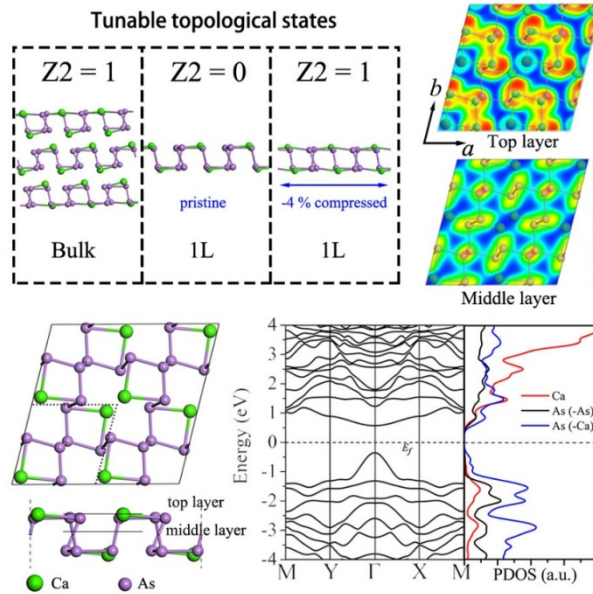 Tunable topological states
Z2 = 1
Z2 = 0
Z2 = 1
pristine
-4 % compressed
Bulk
1L
1L
b
a
Top layer
Middle layer
top layer
middle layer
Ca
As
Energy (eV)
4
3
2
1
0
-1
-2
-3
-4
E_f
M
Y
Γ
X
M
Ca
As (-As)
As (-Ca)
PDOS (a.u.)